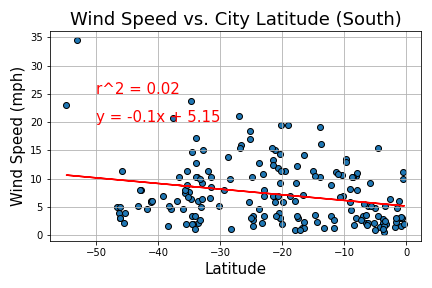 Wind Speed vs. City Latitude (South)
35
30
25
20
15
10
5
0
Wind Speed (mph)
r^2 = 0.02
y = -0.1x + 5.15
−50
−40
−30
−20
−10
0
Latitude